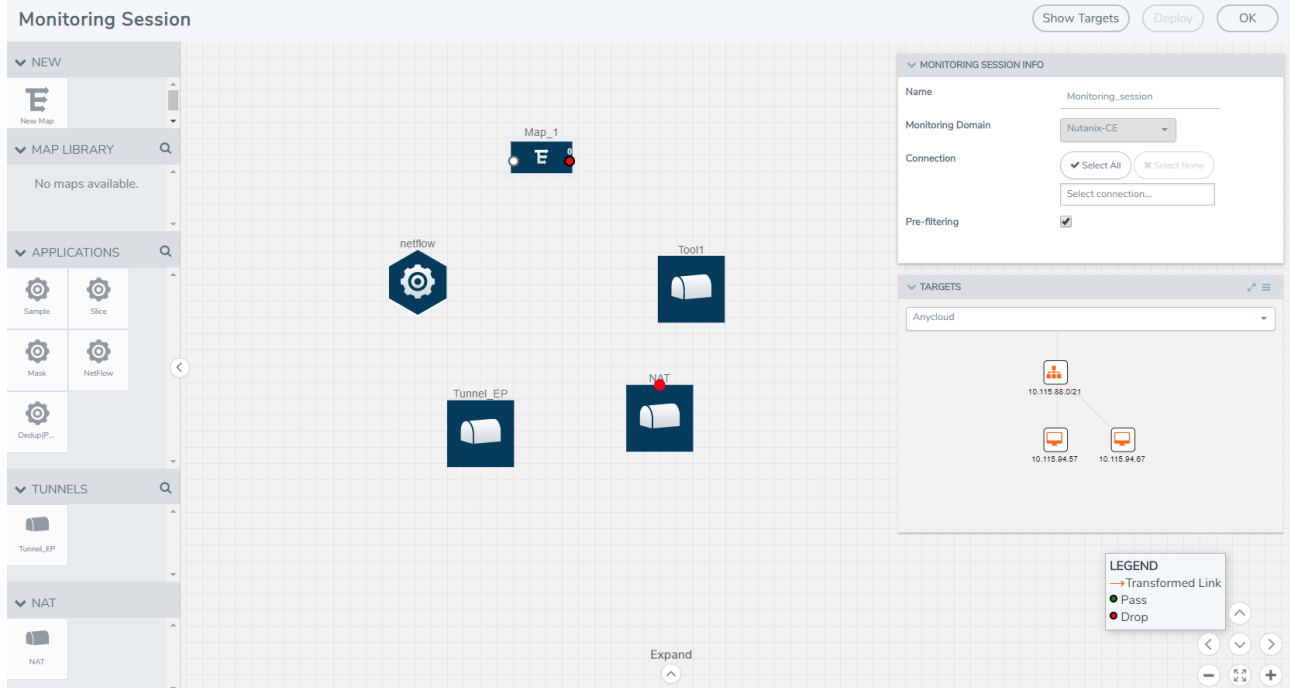 Monitoring Session
Show Targets
Deploy
OK
NEW
New Map
MAP LIBRARY
No maps available.
APPLICATIONS
Sample
Slice
Mask
NetFlow
Dedup(P...
TUNNELS
Tunnel_EP
NAT
NAT
Map_1
0
netflow
Tool1
Tunnel_EP
NAT
Expand
MONITORING SESSION INFO
Name
Monitoring_session
Monitoring Domain
Nutanix-CE
Connection
Select All
Select None
Select connection...
Pre-filtering
TARGETS
Anycloud
10.115.88.0/21
10.115.94.57
10.115.94.67
LEGEND
Transformed Link
Pass
Drop